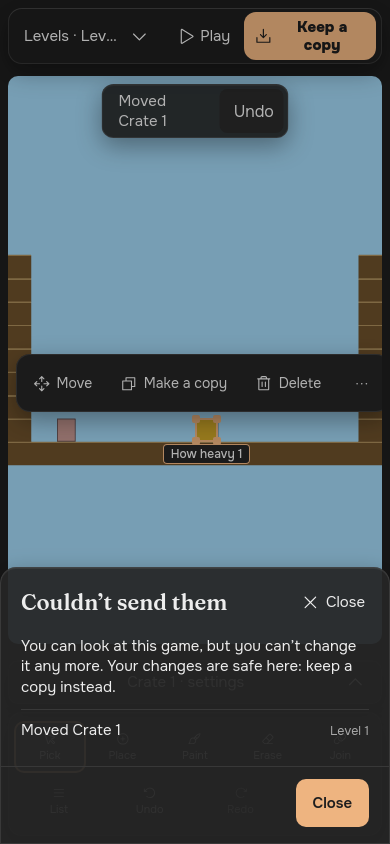 Levels · Lev…
Play
Keep a
copy
Moved
Crate 1
Undo
Move
Make a copy
Delete
How heavy 1
Couldn’t send them
Close
You can look at this game, but you can’t change
it any more. Your changes are safe here: keep a
copy instead.
Crate 1 · settings
Moved Crate 1
Level 1
Pick
Place
Paint
Erase
Join
List
Undo
Redo
Close